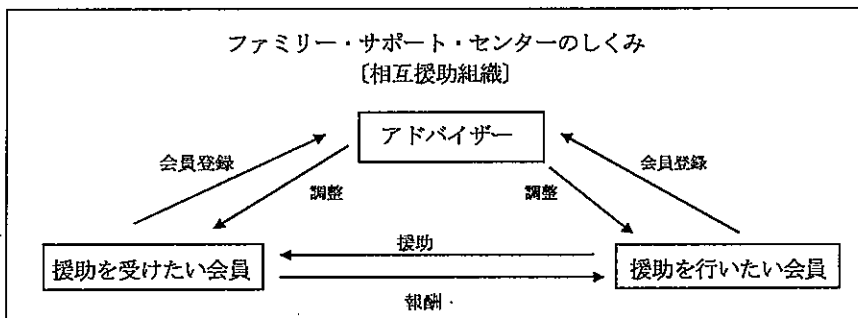 ファミリー・サポート・センターのしくみ
〔相互援助組織〕
アドバイザー
会員登録
会員登録
調整
調整
援助
援助を受けたい会員
援助を行いたい会員
報酬